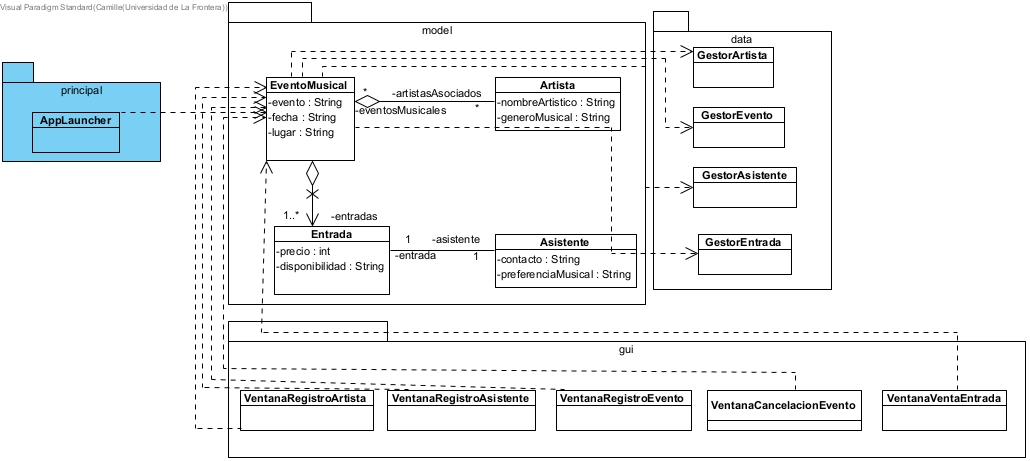 Visual Paradigm Standard(Camille(Universidad de La Frontera))
principal
AppLauncher
model
EventoMusical
-evento : String
-fecha : String
-lugar : String
*
-artistasAsociados
-eventosMusicales
*
Artista
-nombreArtistico : String
-generoMusical : String
1..*
-entradas
Entrada
-precio : int
-disponibilidad : String
1
-asistente
-entrada
1
Asistente
-contacto : String
-preferenciaMusical : String
data
GestorArtista
GestorEvento
GestorAsistente
GestorEntrada
gui
VentanaRegistroArtista
VentanaRegistroAsistente
VentanaRegistroEvento
VentanaCancelacionEvento
VentanaVentaEntrada